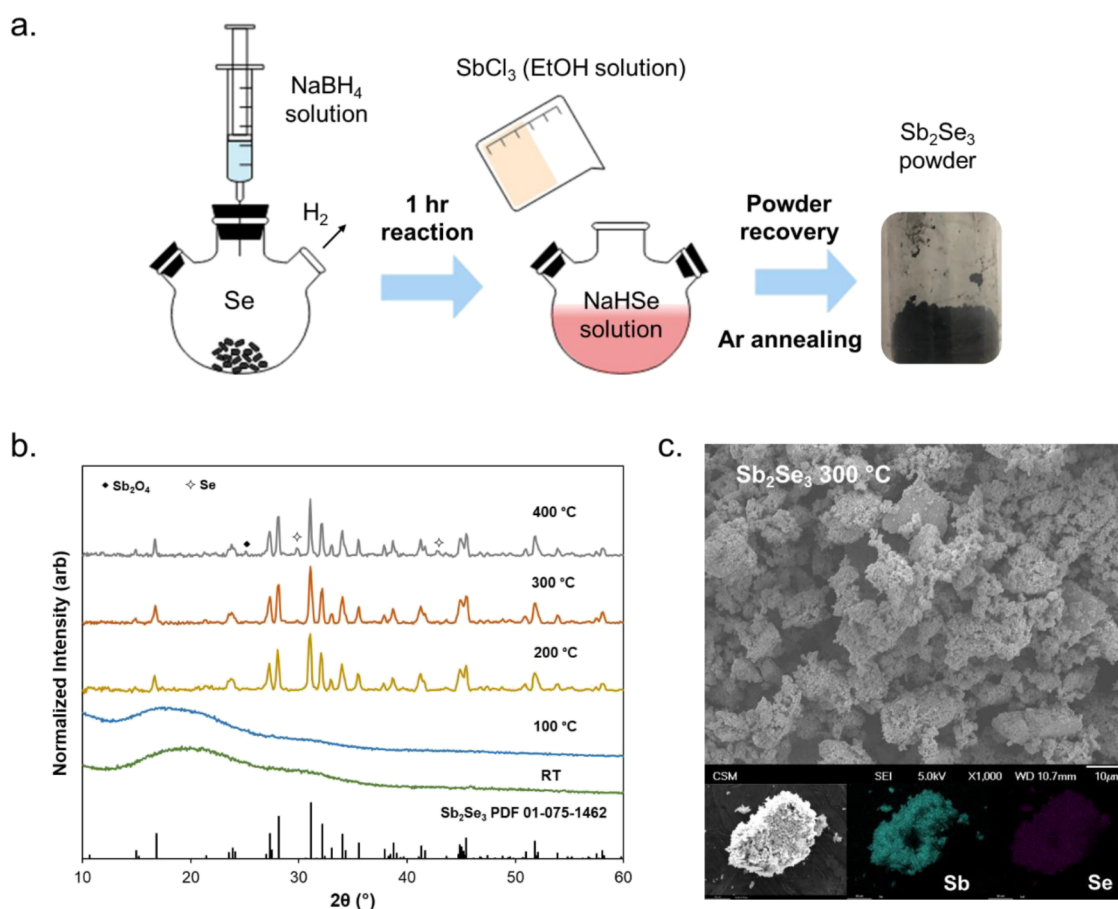 a.
NaBH₄
solution
H₂
Se
1 hr
reaction
SbCl₃ (EtOH solution)
NaHSe
solution
Powder
recovery
Ar annealing
Sb₂Se₃
powder
b.
Normalized Intensity (arb)
Sb₂O₄ Se
400 °C
300 °C
200 °C
100 °C
RT
Sb₂Se₃ PDF 01-075-1462
10 20 30 40 50 60
2θ (°)
c.
Sb₂Se₃ 300 °C
CSM SEI 5.0kV X1,000 WD 10.7mm 10μm
Sb
Se